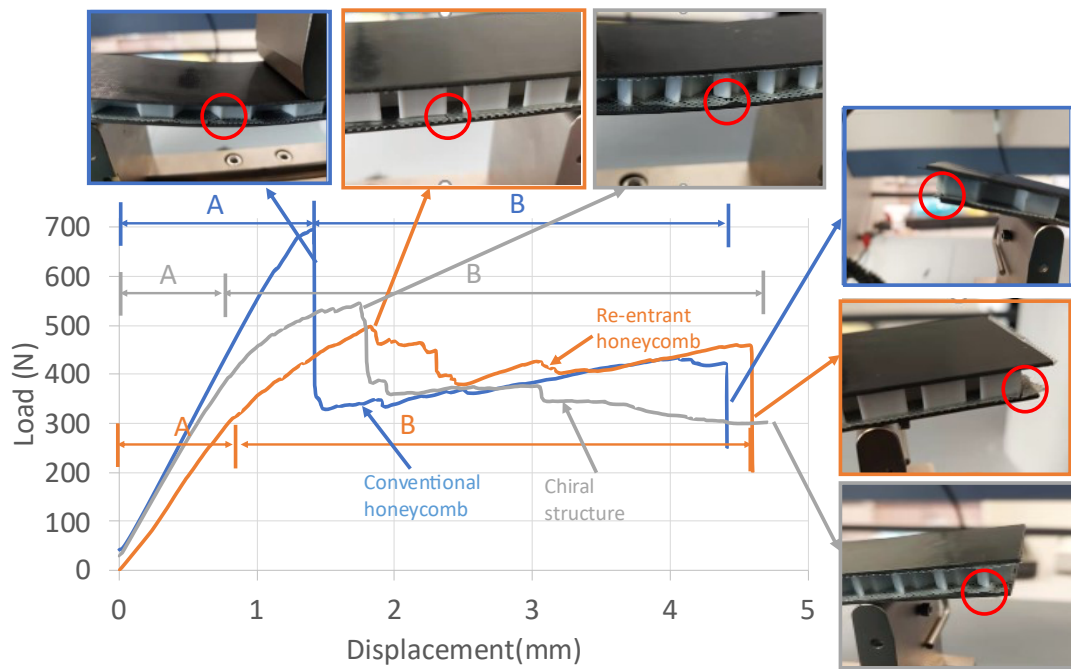 A
B
700
600
A
B
500
Re-entrant
honeycomb
400
300
A
B
200
Conventional
honeycomb
Chiral
structure
100
0
Load (N)
0
1
2
3
4
5
Displacement(mm)